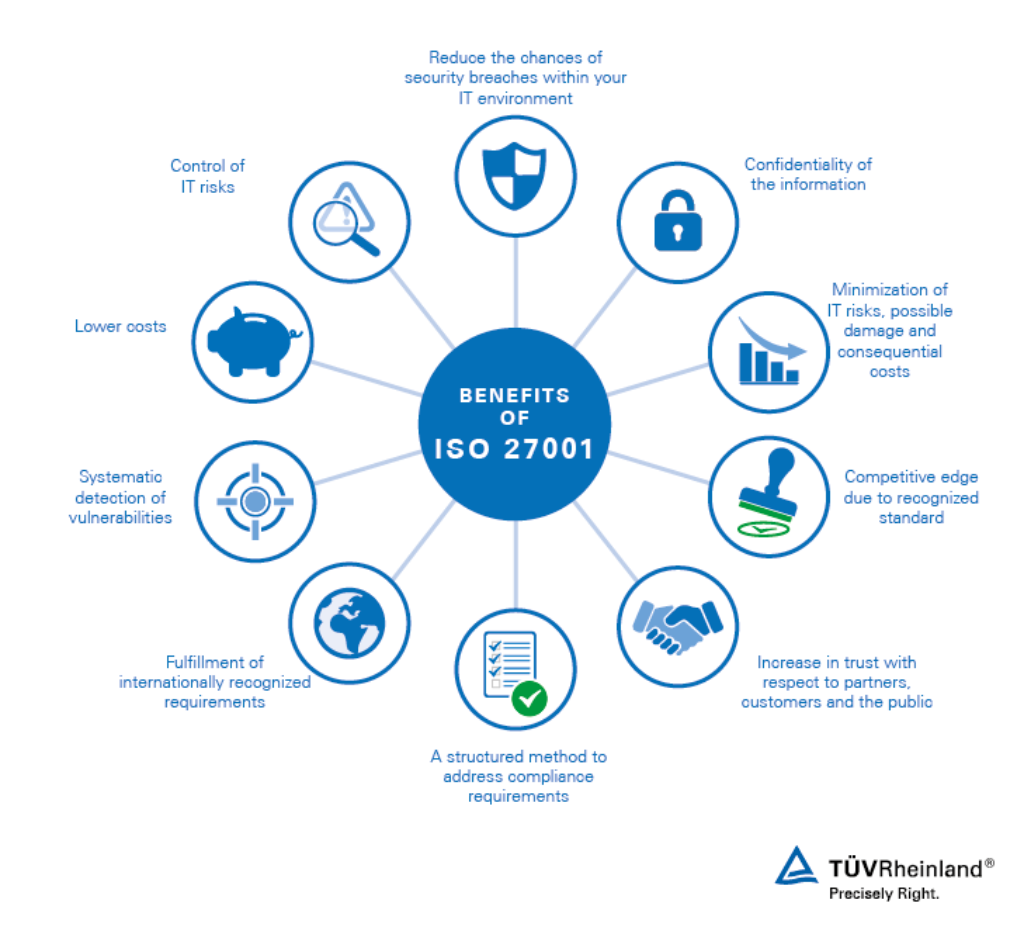 Reduce the chances of
security breaches within your
IT environment
Confidentiality of
the information
Minimization of
IT risks, possible
damage and
consequential
costs
Competitive edge
due to recognized
standard
Increase in trust with
respect to partners,
customers and the public
A structured method to
address compliance
requirements
Fulfillment of
internationally recognized
requirements
Systematic
detection of
vulnerabilities
Lower costs
Control of
IT risks
BENEFITS
OF
ISO 27001
TÜVRheinland®
Precisely Right.